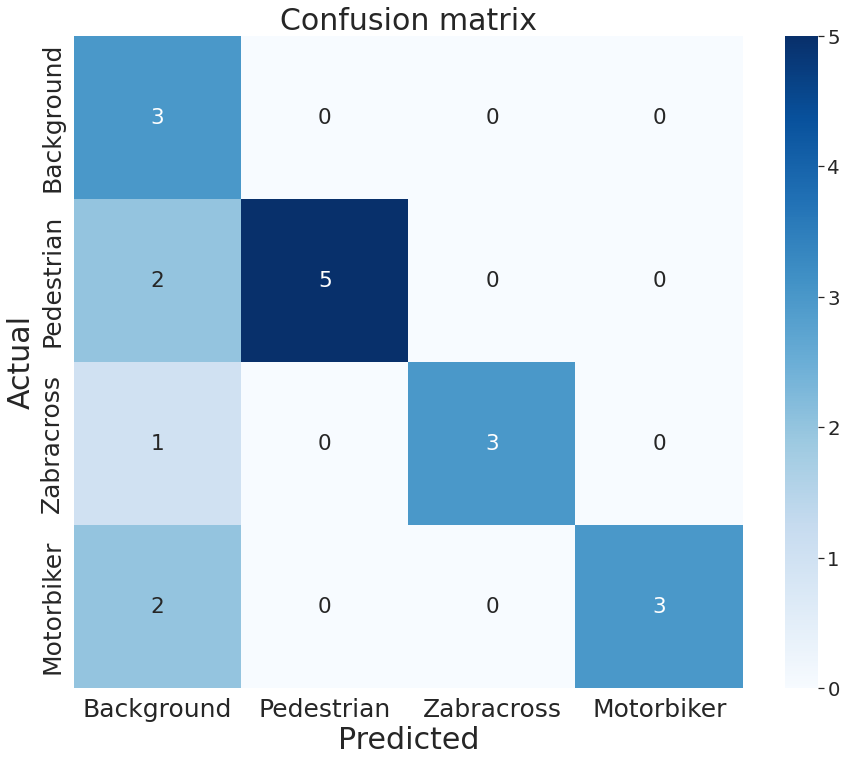 Confusion matrix
Actual
Background
3 0 0 0
Pedestrian
2 5 0 0
Zabracross
1 0 3 0
Motorbiker
2 0 0 3
Background Pedestrian Zabracross Motorbiker
Predicted
5
4
3
2
1
0